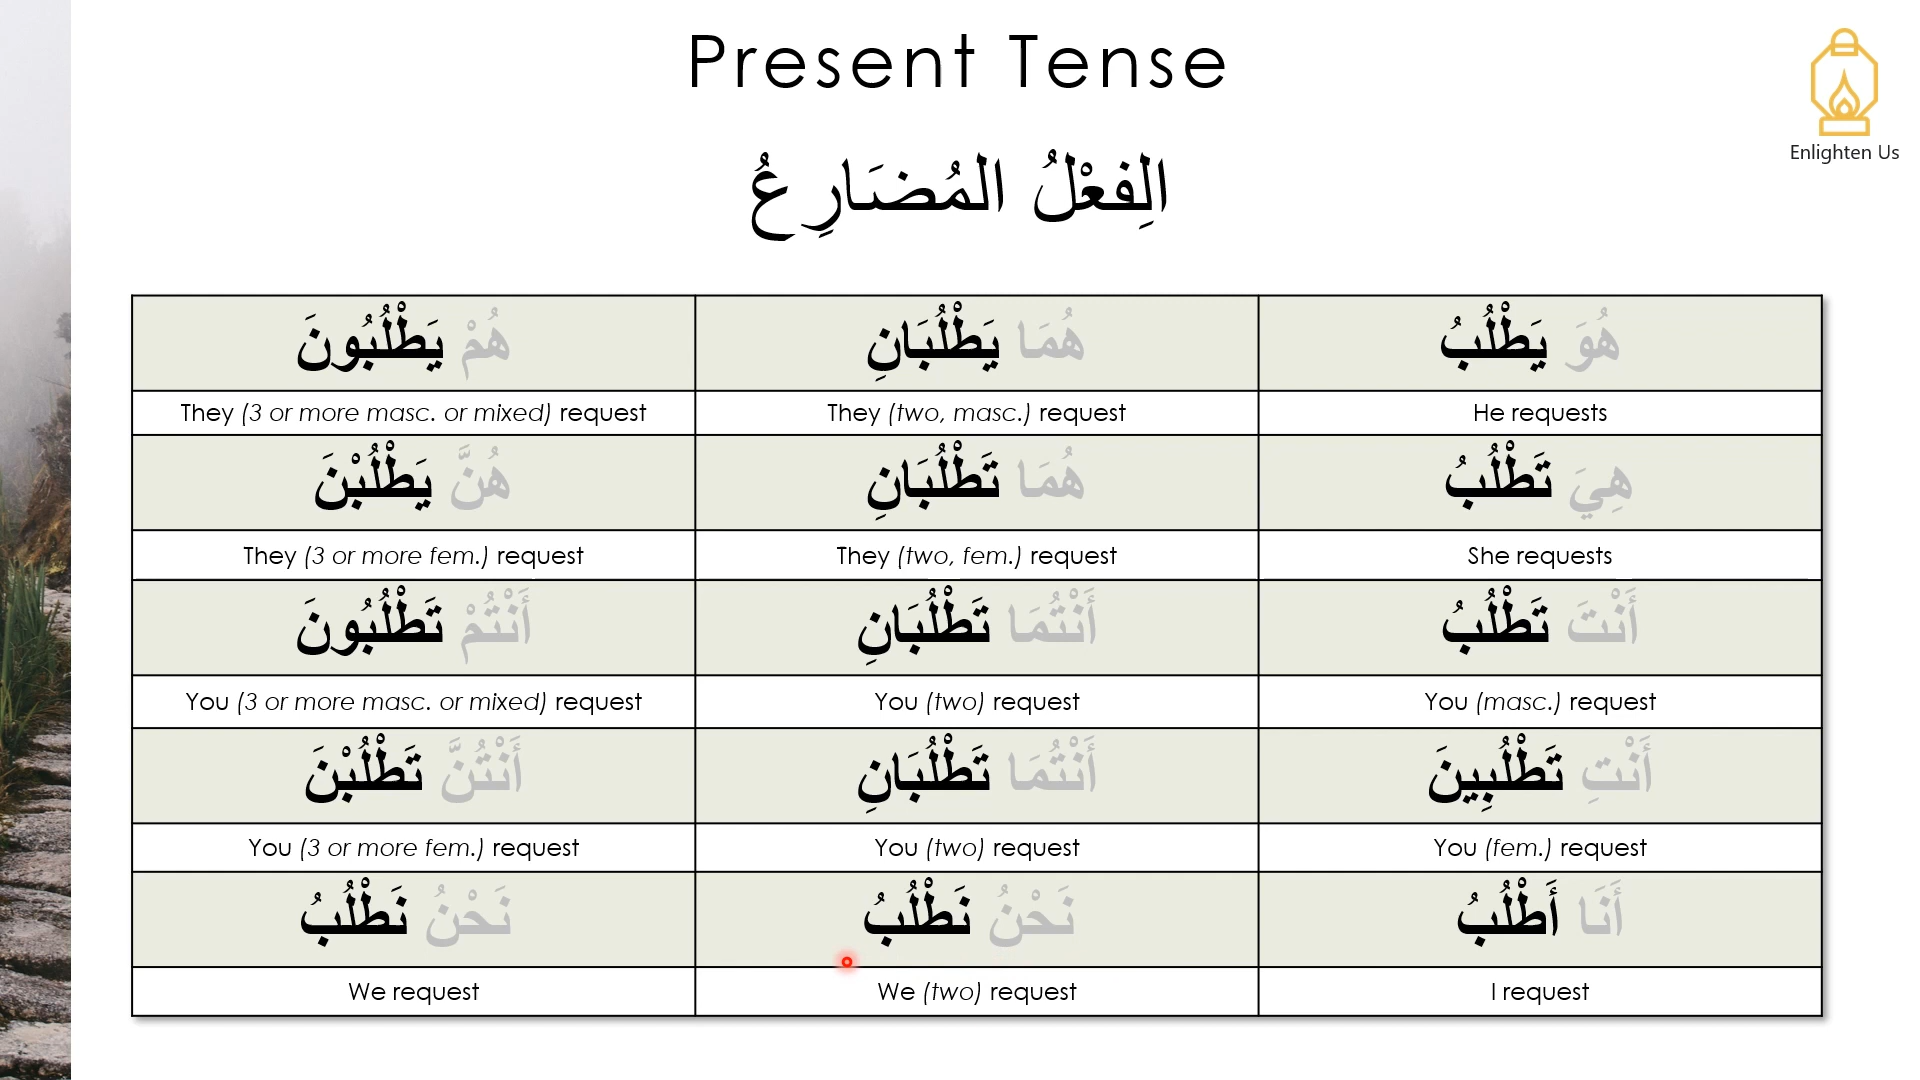 Present Tense
Enlighten Us
الِفعْلُ المُضَارِعُ
هُوَ يَطْلُبُ
هُمَا يَطْلُبَانِ
هُمْ يَطْلُبُونَ
He requests
They (two, masc.) request
They (3 or more masc. or mixed) request
هِيَ تَطْلُبُ
هُمَا تَطْلُبَانِ
هُنَّ يَطْلُبْنَ
She requests
They (two, fem.) request
They (3 or more fem.) request
أَنْتَ تَطْلُبُ
أَنْتُمَا تَطْلُبَانِ
أَنْتُمْ تَطْلُبُونَ
You (masc.) request
You (two) request
You (3 or more masc. or mixed) request
أَنْتِ تَطْلُبِينَ
أَنْتُمَا تَطْلُبَانِ
أَنْتُنَّ تَطْلُبْنَ
You (fem.) request
You (two) request
You (3 or more fem.) request
أَنَا أَطْلُبُ
نَحْنُ نَطْلُبُ
نَحْنُ نَطْلُبُ
I request
We (two) request
We request